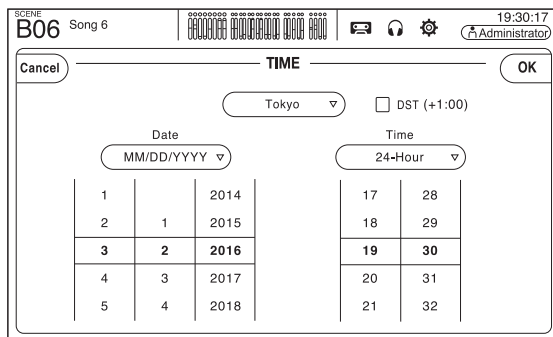 SCENE
B06 Song 6
19:30:17
Administrator
Cancel
TIME
OK
Tokyo
DST (+1:00)
Date
Time
MM/DD/YYYY
24-Hour
1 2014 17 28
2 1 2015 18 29
3 2 2016 19 30
4 3 2017 20 31
5 4 2018 21 32